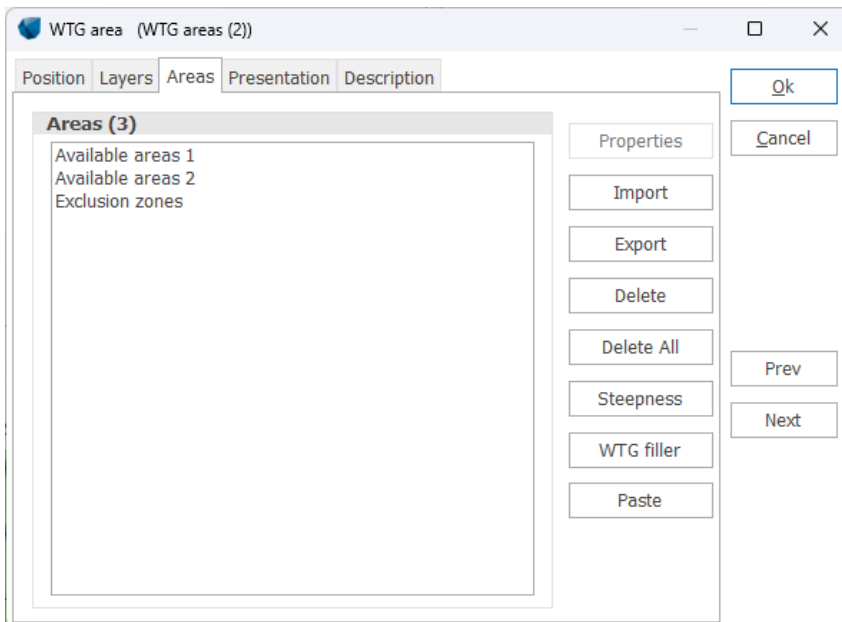 WTG area (WTG areas (2))
Position Layers Areas Presentation Description
Areas (3)
Available areas 1
Available areas 2
Exclusion zones
Properties
Import
Export
Delete
Delete All
Steepness
WTG filler
Paste
Ok
Cancel
Prev
Next